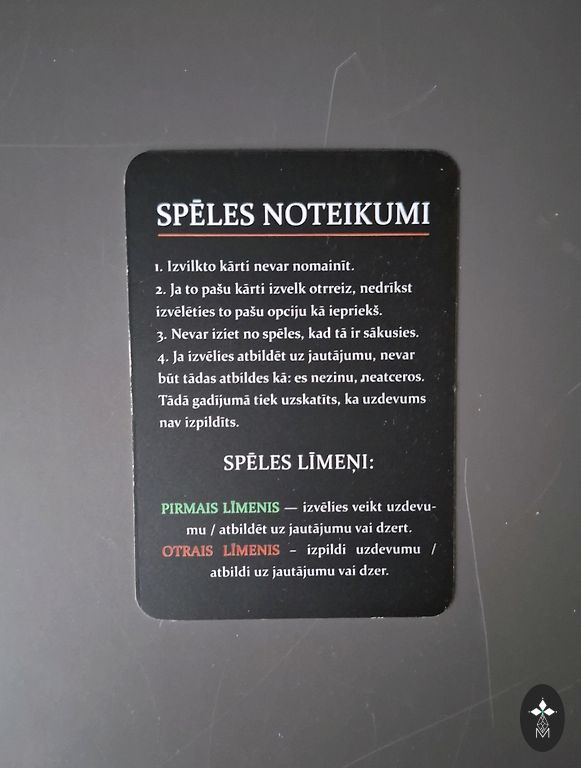 SPĒLES NOTEIKUMI
1. Izvilkto kārti nevar nomainīt.
2. Ja to pašu kārti izvelk otrreiz, nedrīkst
izvēlēties to pašu opciju kā iepriekš.
3. Nevar iziet no spēles, kad tā ir sākusies.
4. Ja izvēlies atbildēt uz jautājumu, nevar
būt tādas atbildes kā: es nezinu, neatceros.
Tādā gadījumā tiek uzskatīts, ka uzdevums
nav izpildīts.
SPĒLES LĪMEŅI:
PIRMAIS LĪMENIS — izvēlies veikt uzdevu-
mu / atbildēt uz jautājumu vai dzert.
OTRAIS LĪMENIS – izpildi uzdevumu /
atbildi uz jautājumu vai dzer.
M